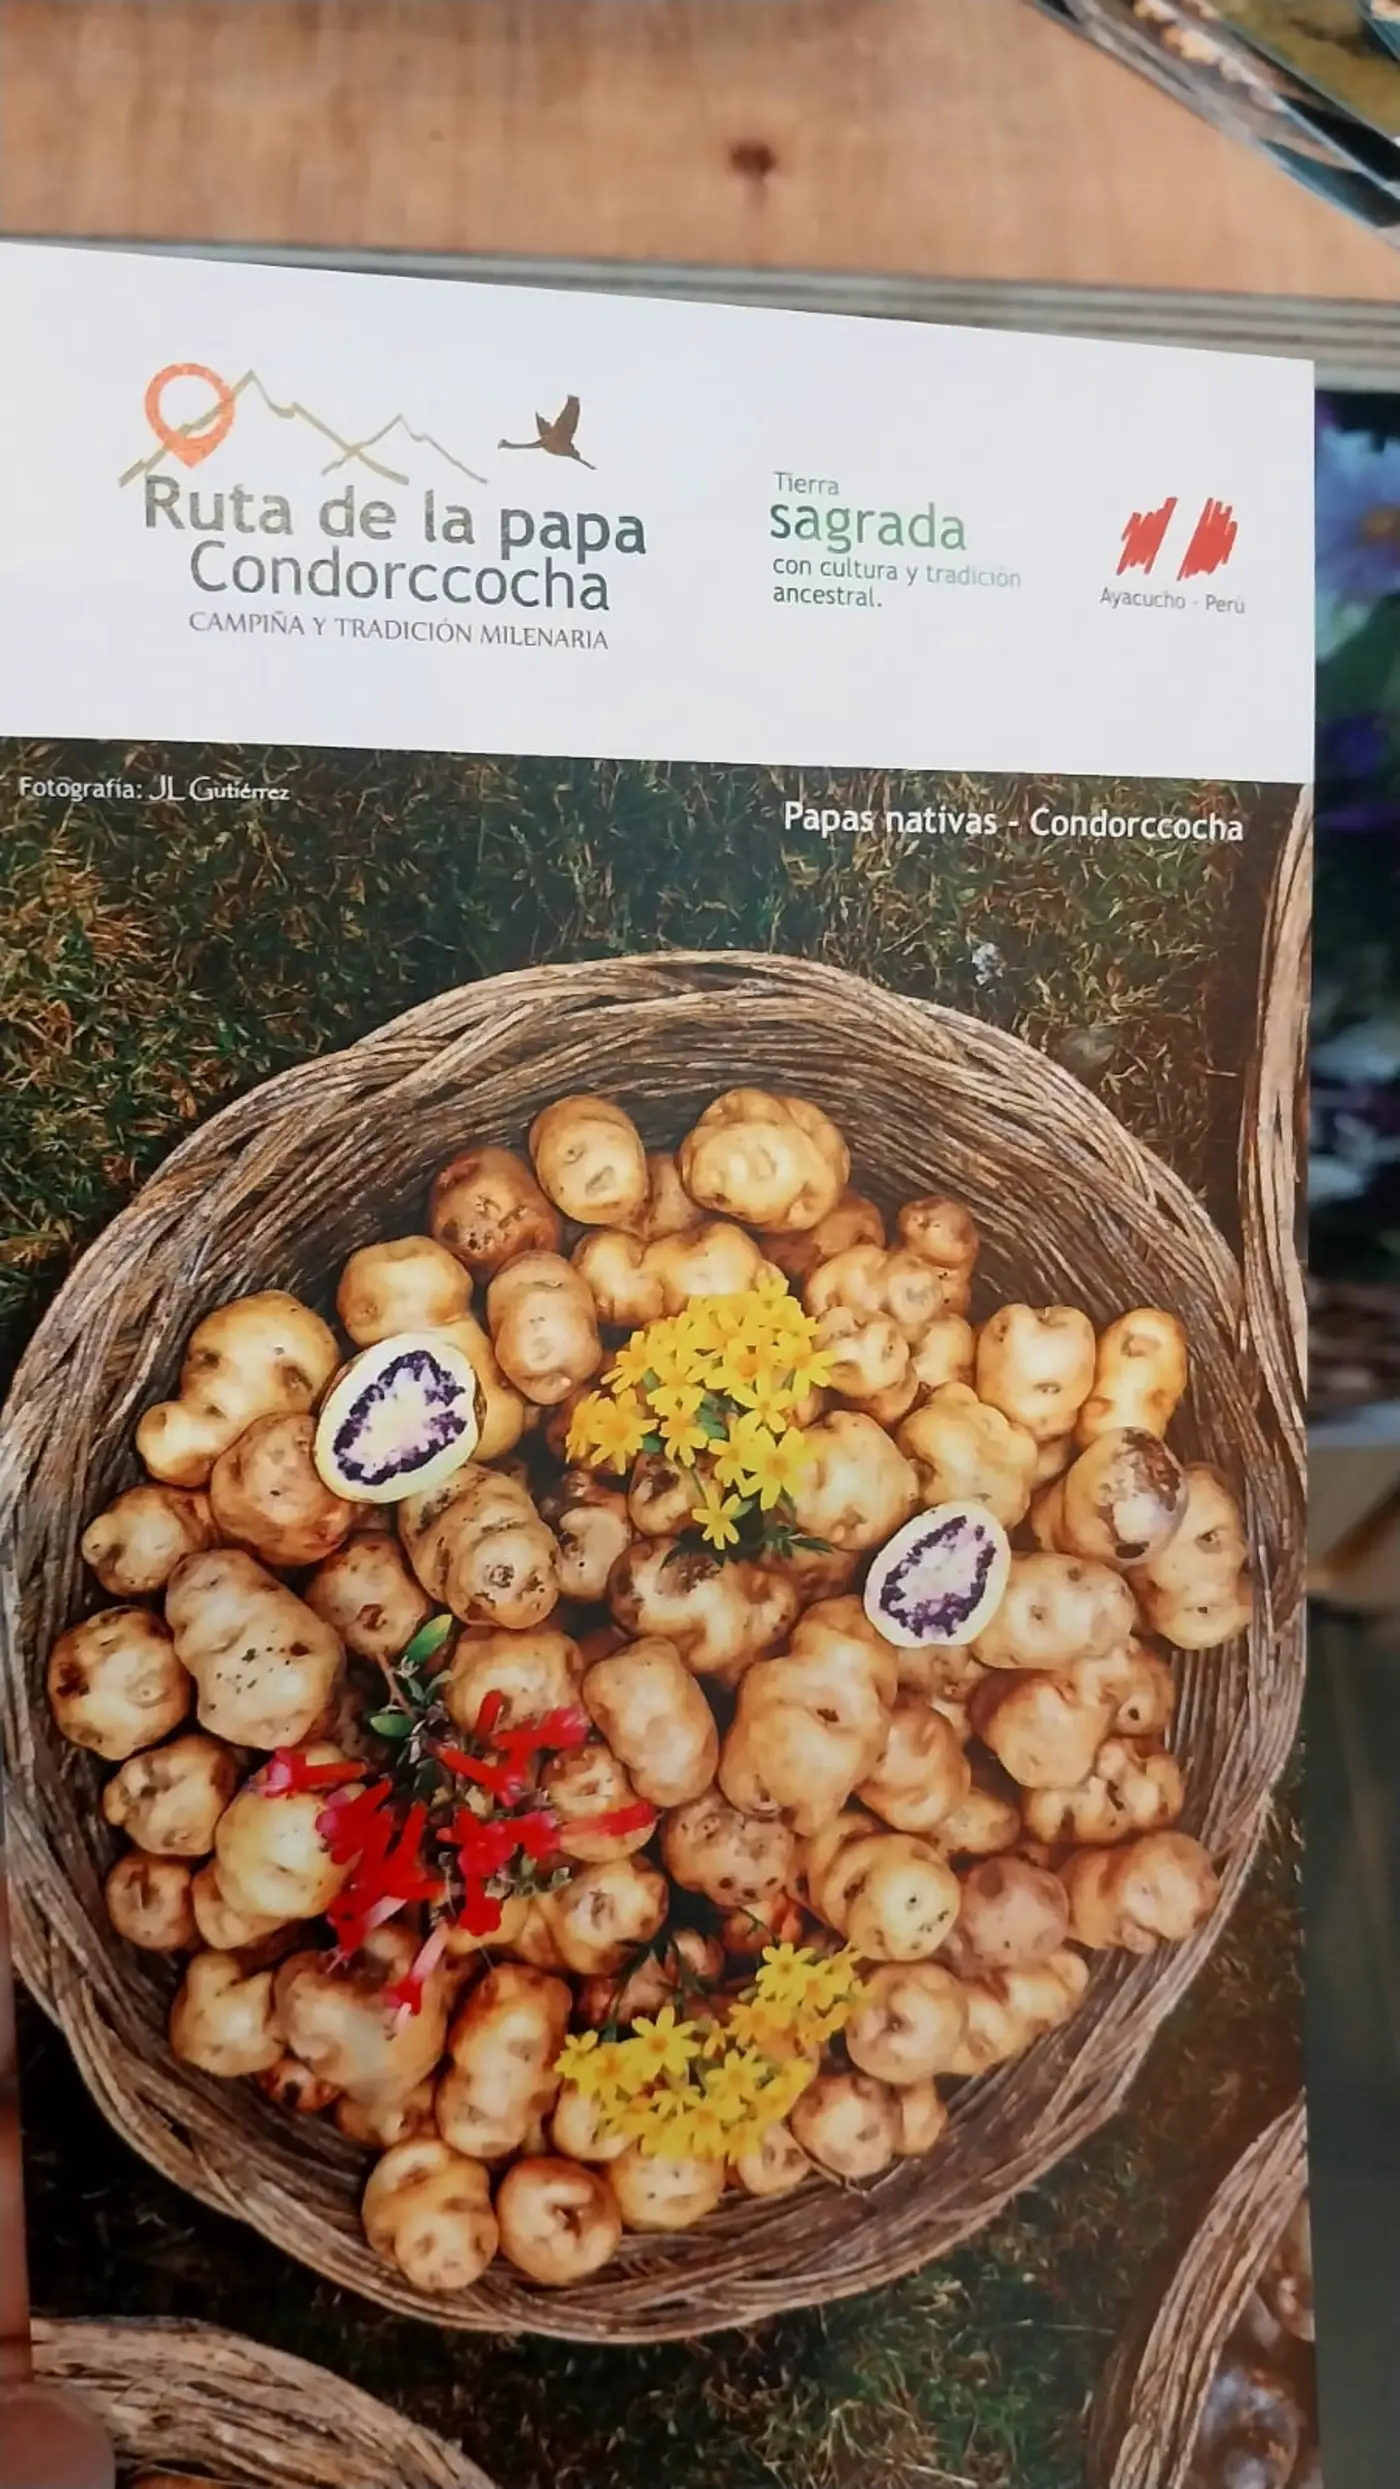 Ruta de la papa
Condorccocha
CAMPIÑA Y TRADICIÓN MILENARIA
Tierra
sagrada
con cultura y tradición
ancestral.
Ayacucho - Perú
Fotografía: JL Gutiérrez
Papas nativas - Condorccocha